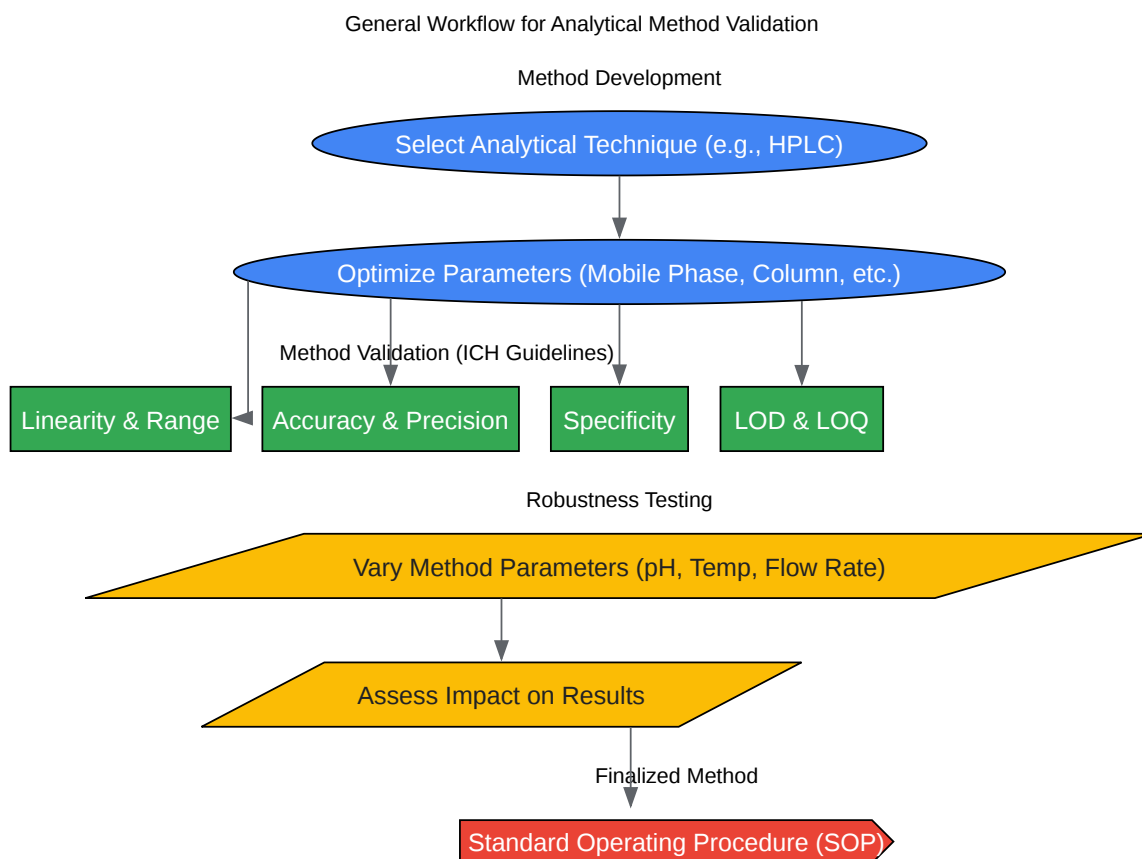 General Workflow for Analytical Method Validation
Method Development
Select Analytical Technique (e.g., HPLC)
Optimize Parameters (Mobile Phase, Column, etc.)
Method Validation (ICH Guidelines)
Linearity & Range
Accuracy & Precision
Specificity
LOD & LOQ
Robustness Testing
Vary Method Parameters (pH, Temp, Flow Rate)
Assess Impact on Results
Finalized Method
Standard Operating Procedure (SOP)